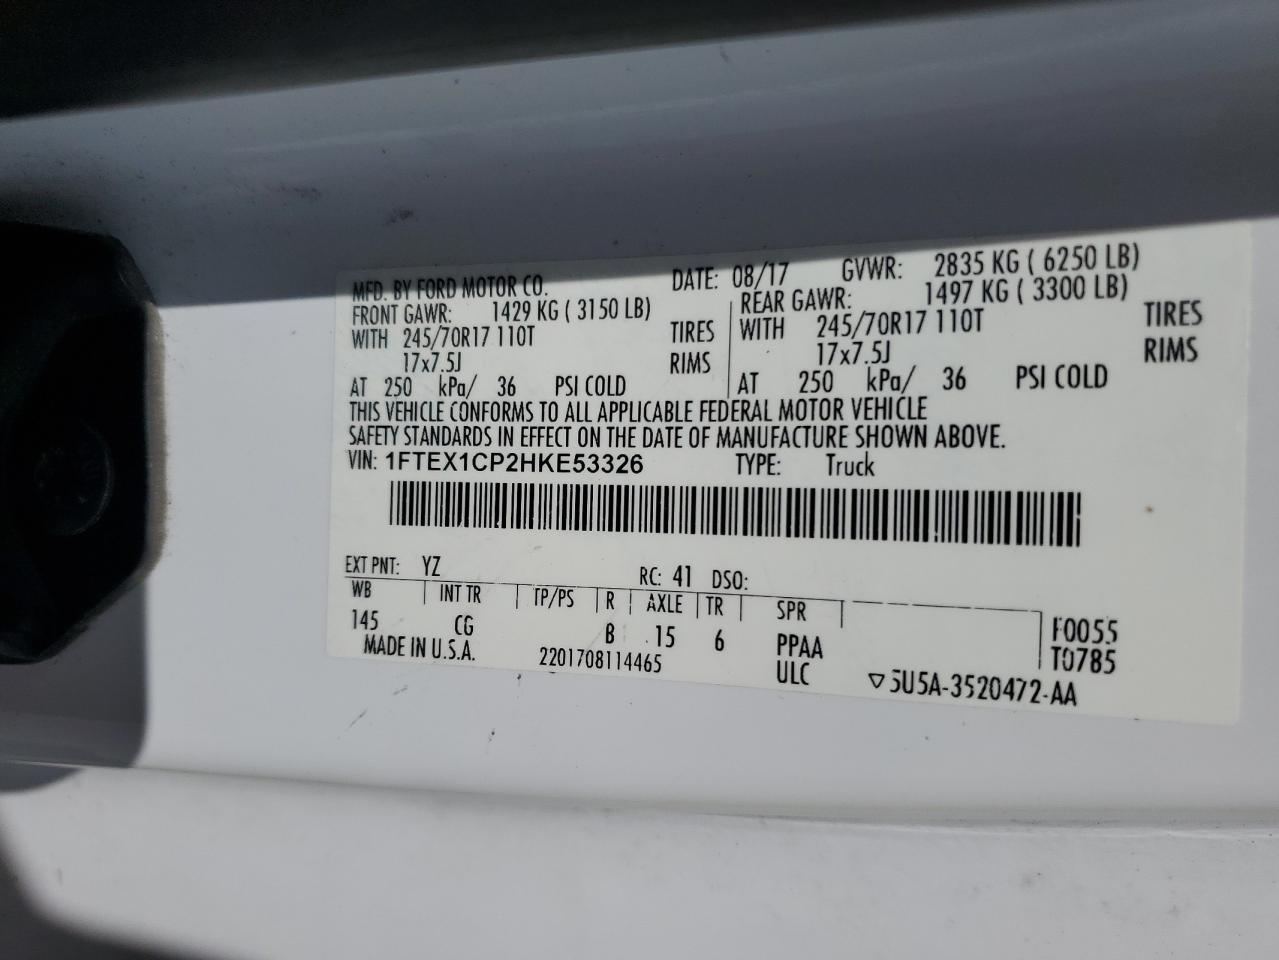 MFD. BY FORD MOTOR CO. DATE: 08/17 GVWR: 2835 KG ( 6250 LB)
FRONT GAWR: 1429 KG ( 3150 LB) REAR GAWR: 1497 KG ( 3300 LB)
WITH 245/70R17 110T TIRES WITH 245/70R17 110T TIRES
17x7.5J RIMS 17x7.5J RIMS
AT 250 kPa/ 36 PSI COLD AT 250 kPa/ 36 PSI COLD
THIS VEHICLE CONFORMS TO ALL APPLICABLE FEDERAL MOTOR VEHICLE
SAFETY STANDARDS IN EFFECT ON THE DATE OF MANUFACTURE SHOWN ABOVE.
VIN: 1FTEX1CP2HKE53326 TYPE: Truck
EXT PNT: YZ RC: 41 DSO:
WB INT TR TP/PS R AXLE TR SPR
145 CG B 15 6 PPAA F0055
MADE IN U.S.A. 2201708114465 ULC T0785
▽5U5A-3520472-AA